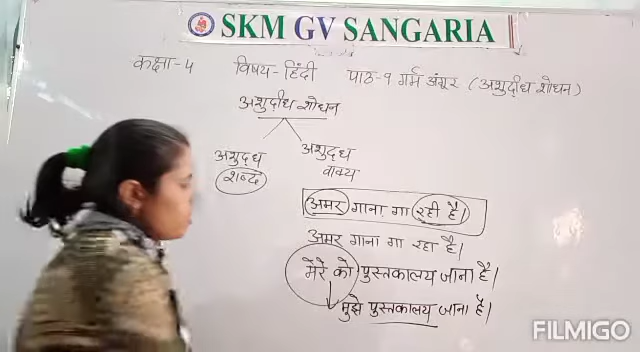 SKM GV SANGARIA
कक्षा-4 विषय-हिंदी पाठ-१ गर्म अंगूर (अशुद्धि शोधन)
अशुद्धि शोधन
अशुद्ध अशुद्ध
शब्द वाक्य
अमर गाना गा रही है।
अमर गाना गा रहा है।
मेरे को पुस्तकालय जाना है।
मुझे पुस्तकालय जाना है।
FILMIGO